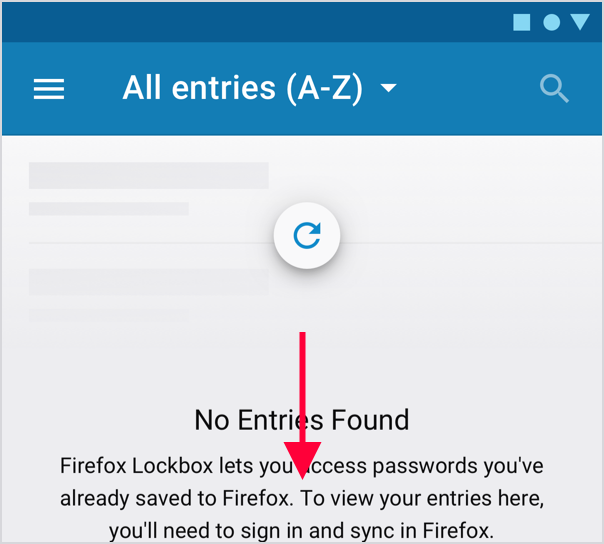 All entries (A-Z)
No Entries Found
Firefox Lockbox lets you access passwords you've
already saved to Firefox. To view your entries here,
you'll need to sign in and sync in Firefox.